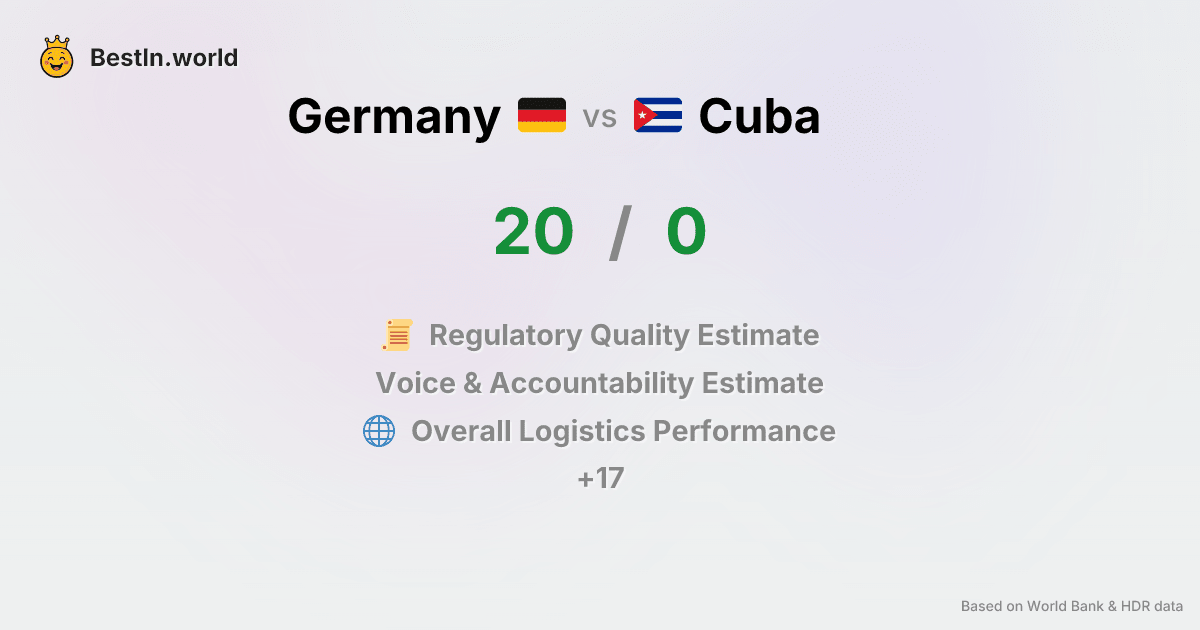 BestIn.world
Germany vs Cuba
20 / 0
Regulatory Quality Estimate
Voice & Accountability Estimate
Overall Logistics Performance
+17
Based on World Bank & HDR data